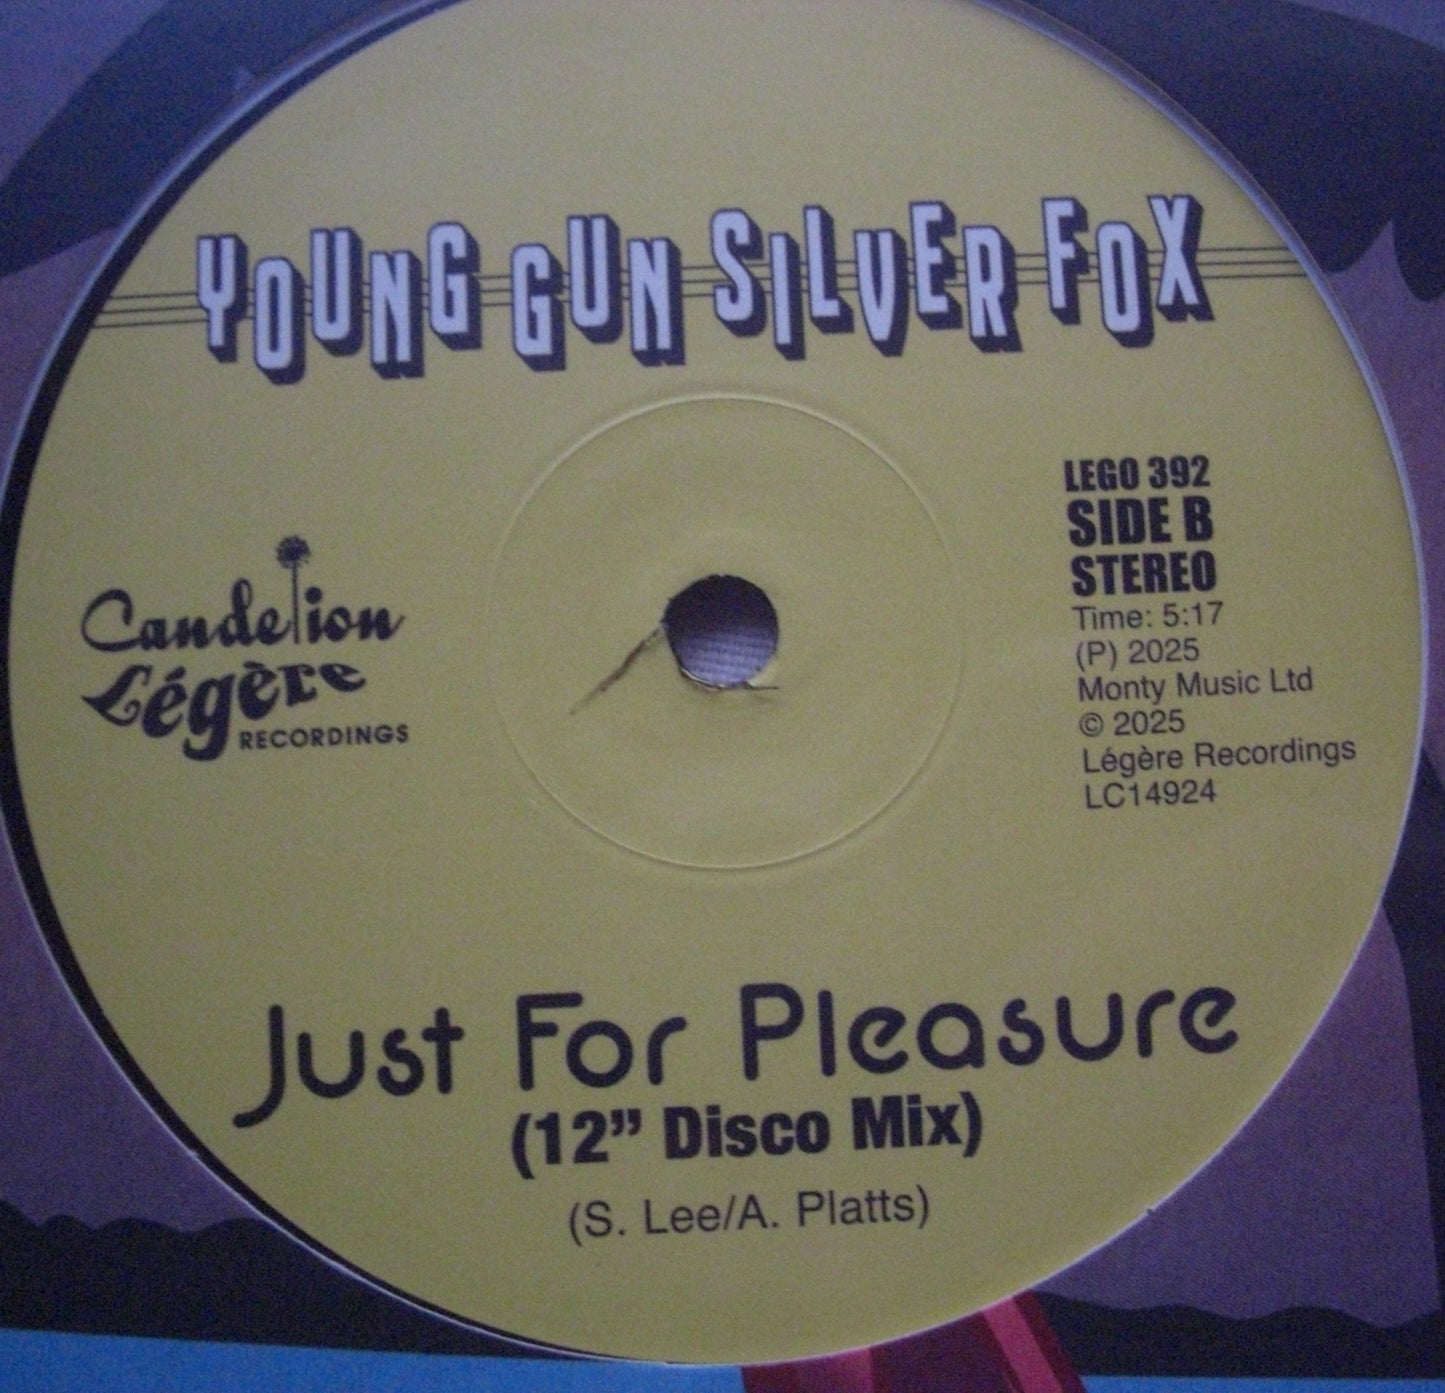 YOUNG GUN SILVER FOX
Candelion
Légère
RECORDINGS
LEGO 392
SIDE B
STEREO
Time: 5:17
(P) 2025
Monty Music Ltd
© 2025
Légère Recordings
LC14924
Just For Pleasure
(12” Disco Mix)
(S. Lee/A. Platts)